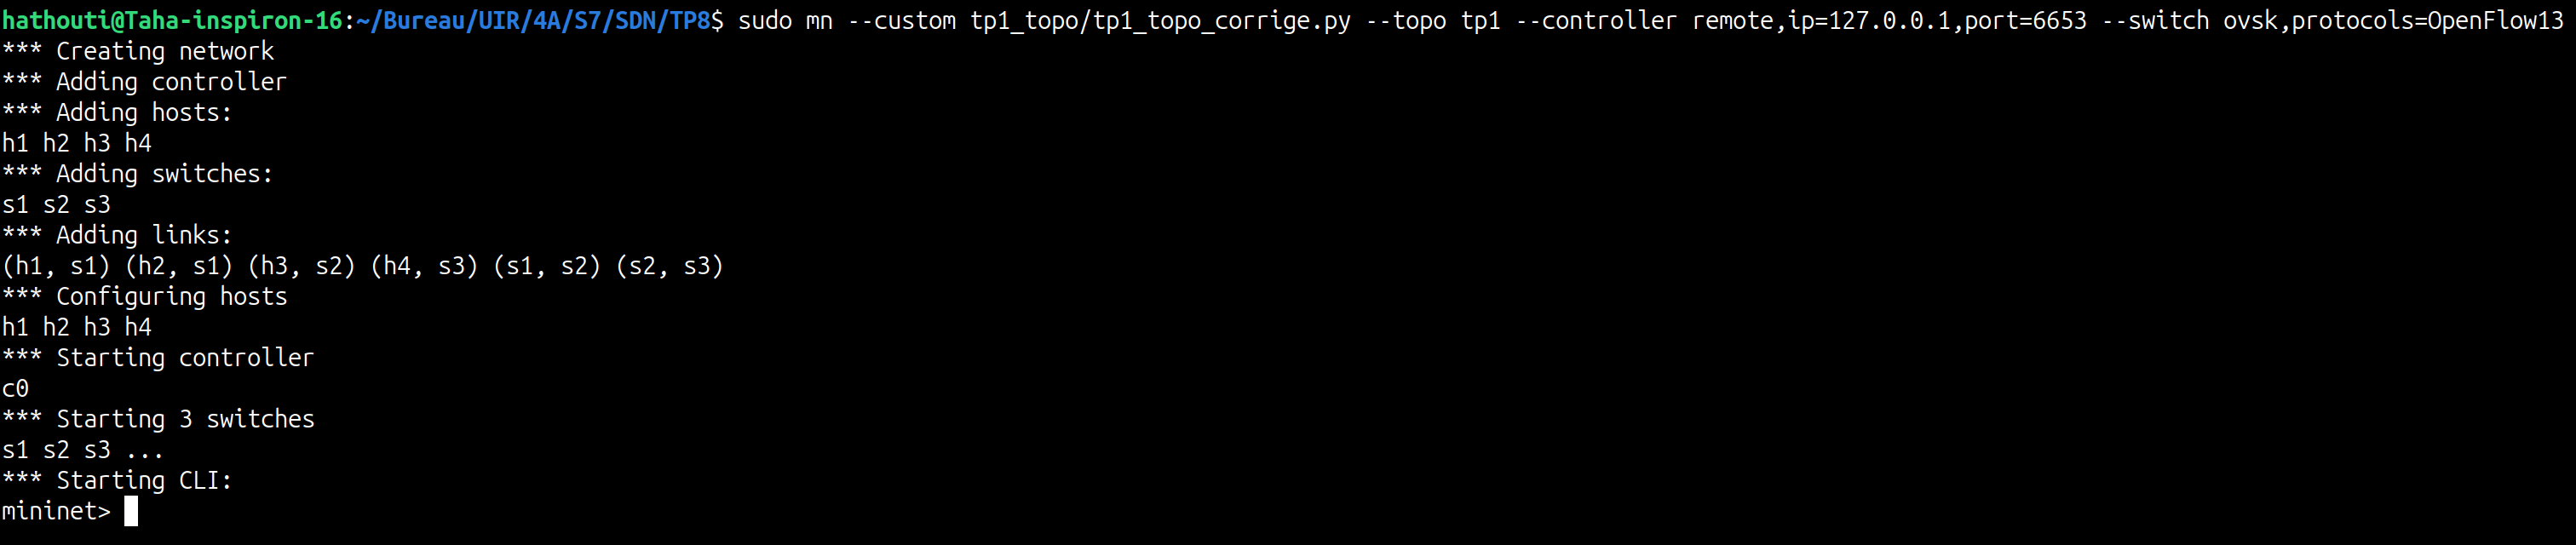 hathouti@Taha-inspiron-16:~/Bureau/UIR/4A/S7/SDN/TP8$ sudo mn --custom tp1_topo/tp1_topo_corrige.py --topo tp1 --controller remote,ip=127.0.0.1,port=6653 --switch ovsk,protocols=OpenFlow13
*** Creating network
*** Adding controller
*** Adding hosts:
h1 h2 h3 h4
*** Adding switches:
s1 s2 s3
*** Adding links:
(h1, s1) (h2, s1) (h3, s2) (h4, s3) (s1, s2) (s2, s3)
*** Configuring hosts
h1 h2 h3 h4
*** Starting controller
c0
*** Starting 3 switches
s1 s2 s3 ...
*** Starting CLI:
mininet>